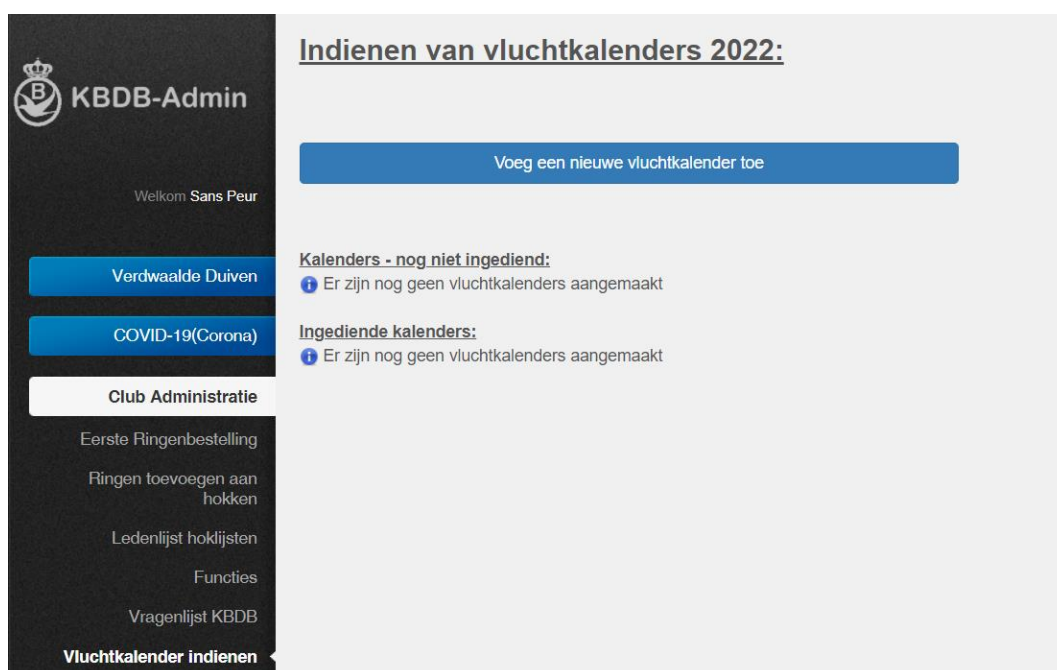 B
KBDB-Admin
Welkom Sans Peur
Verdwaalde Duiven
COVID-19(Corona)
Club Administratie
Eerste Ringenbestelling
Ringen toevoegen aan
hokken
Ledenlijst hoklijsten
Functies
Vragenlijst KBDB
Vluchtkalender indienen
Indienen van vluchtkalenders 2022:
Voeg een nieuwe vluchtkalender toe
Kalenders - nog niet ingediend:
Er zijn nog geen vluchtkalenders aangemaakt
Ingediende kalenders:
Er zijn nog geen vluchtkalenders aangemaakt